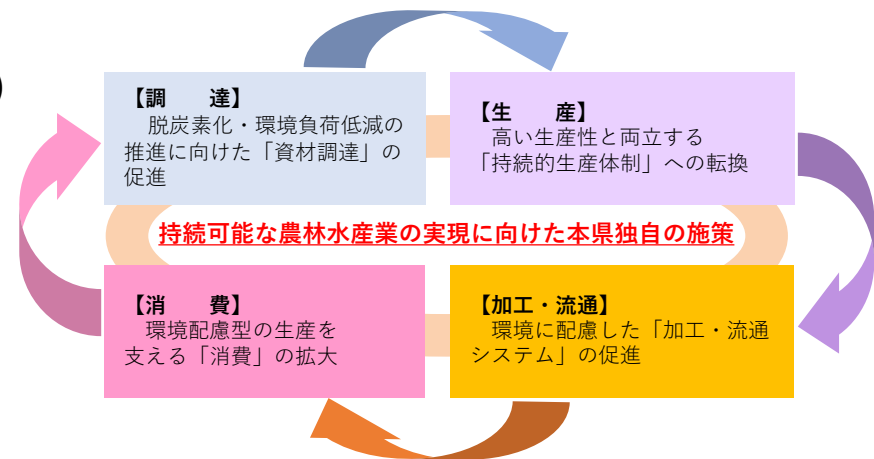 )
【調　　達】
　脱炭素化・環境負荷低減の
推進に向けた「資材調達」の
促進
【生　　産】
　高い生産性と両立する
「持続的生産体制」への転換
持続可能な農林水産業の実現に向けた本県独自の施策
【消　　費】
　環境配慮型の生産を
支える「消費」の拡大
【加工・流通】
　環境に配慮した「加工・流通
システム」の促進